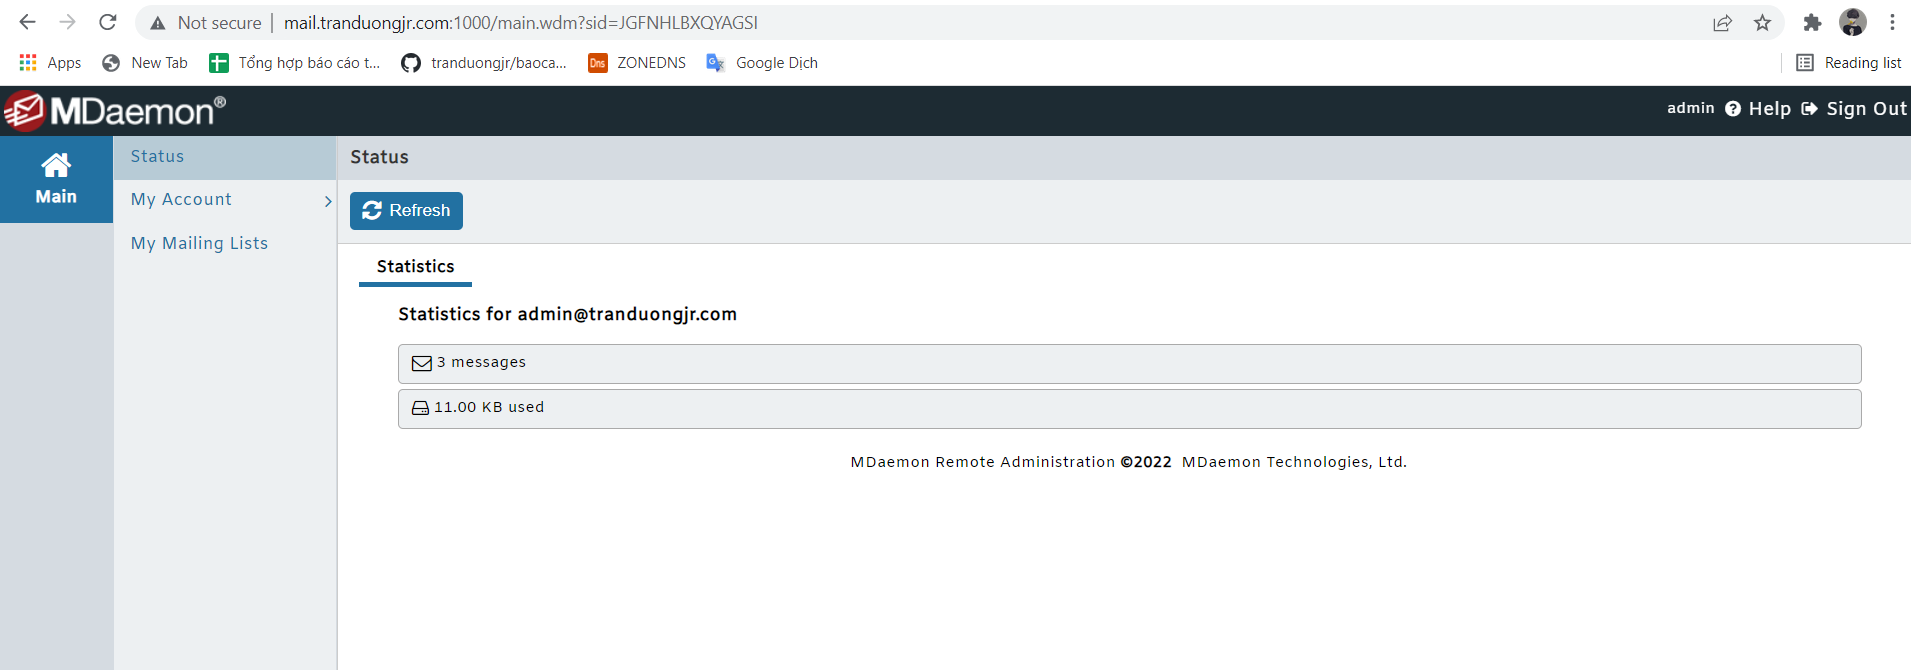 Not secure | mail.tranduongjr.com:1000/main.wdm?sid=JGFNHLBXQYAGSI
Apps New Tab Tổng hợp báo cáo t... tranduongjr/baoca... Dns ZONEDNS Google Dịch Reading list
MDaemon® admin Help Sign Out
Main
Status
My Account
My Mailing Lists
Status
Refresh
Statistics
Statistics for admin@tranduongjr.com
3 messages
11.00 KB used
MDaemon Remote Administration ©2022 MDaemon Technologies, Ltd.